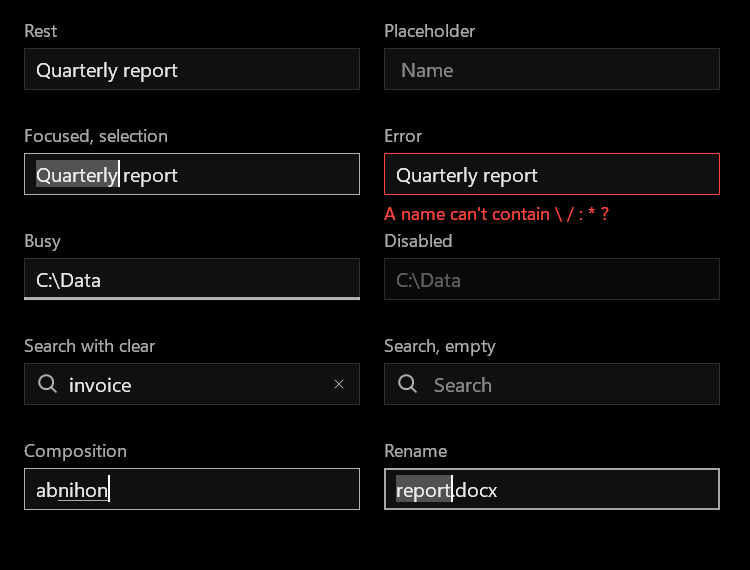 Rest
Placeholder
Quarterly report
Name
Focused, selection
Error
Quarterly report
Quarterly report
A name can't contain \ / : * ?
Busy
Disabled
C:\Data
C:\Data
Search with clear
Search, empty
invoice
Search
Composition
Rename
abnihon
report.docx